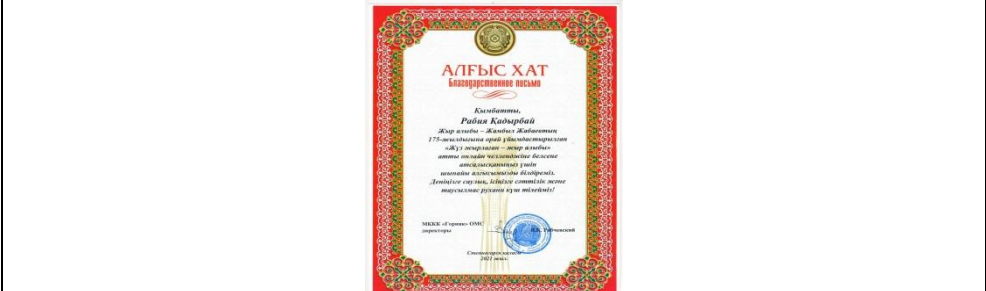 АЛҒЫС ХАТ
Благодарственное письмо
Қымбатты,
Рабия Қадырбай
Жыр алыбы – Жамбыл Жабаевтың
175-жылдығына орай ұйымдастырылған
«Жүз жырлаған – жыр алыбы»
атты онлайн челленджіне белсене
атсалысқаныңыз үшін
шынайы алғысымызды білдіреміз.
Деніңізге саулық, ісіңізге сәттілік және
таусылмас рухани күш тілейміз!
МККК «Горняк» ОМС
директоры
Степногорск қаласы
2021 жыл.